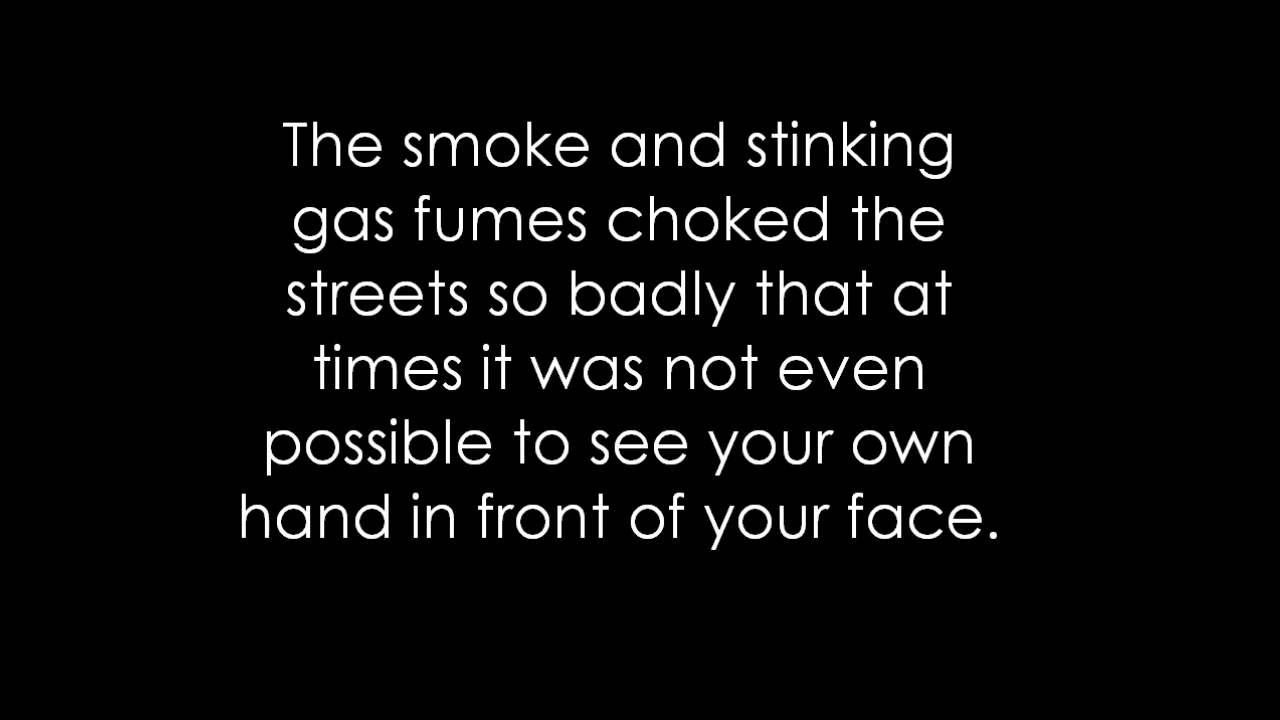 The smoke and stinking
gas fumes choked the
streets so badly that at
times it was not even
possible to see your own
hand in front of your face.